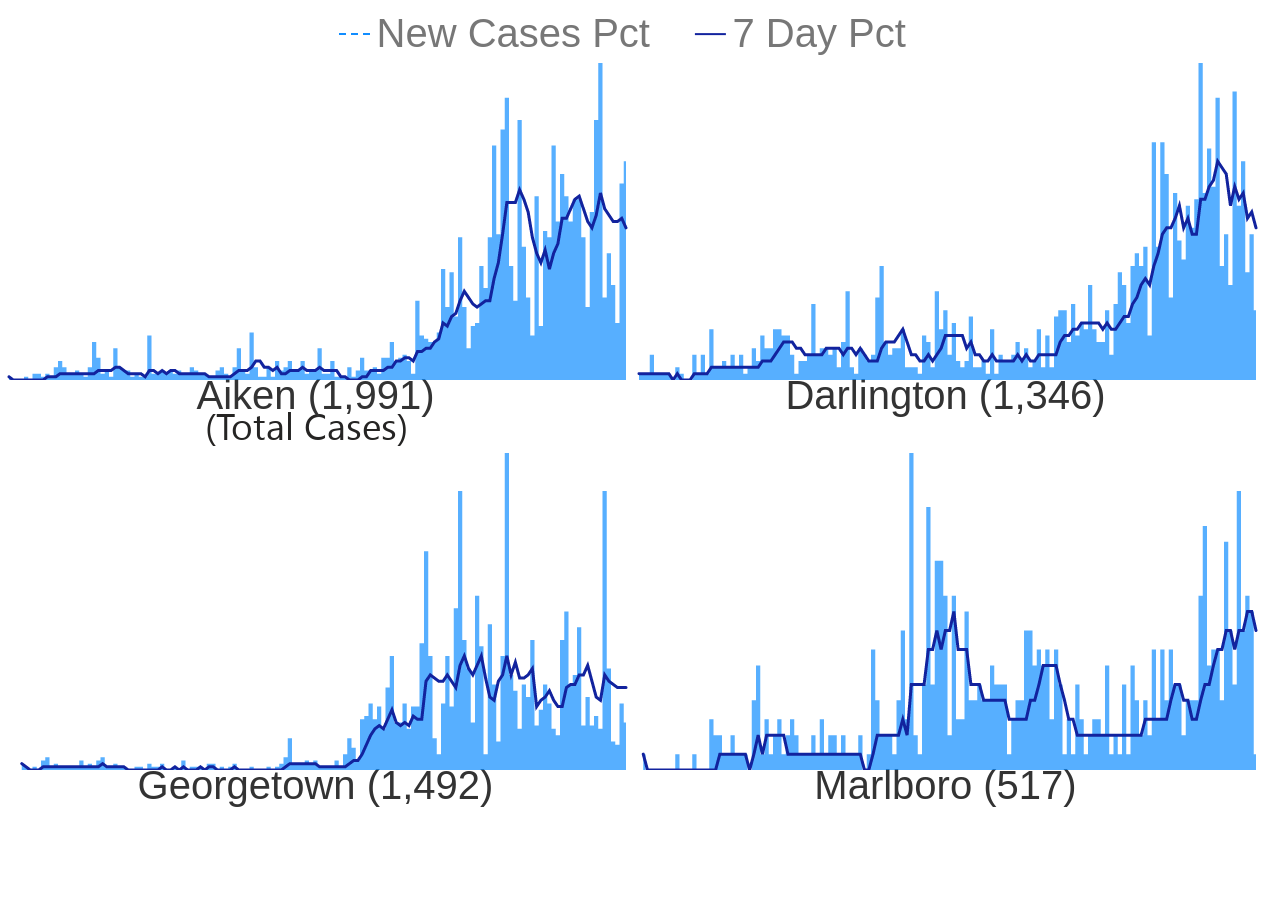 New Cases Pct 7 Day Pct
Aiken (1,991) Darlington (1,346)
(Total Cases)
Georgetown (1,492) Marlboro (517)